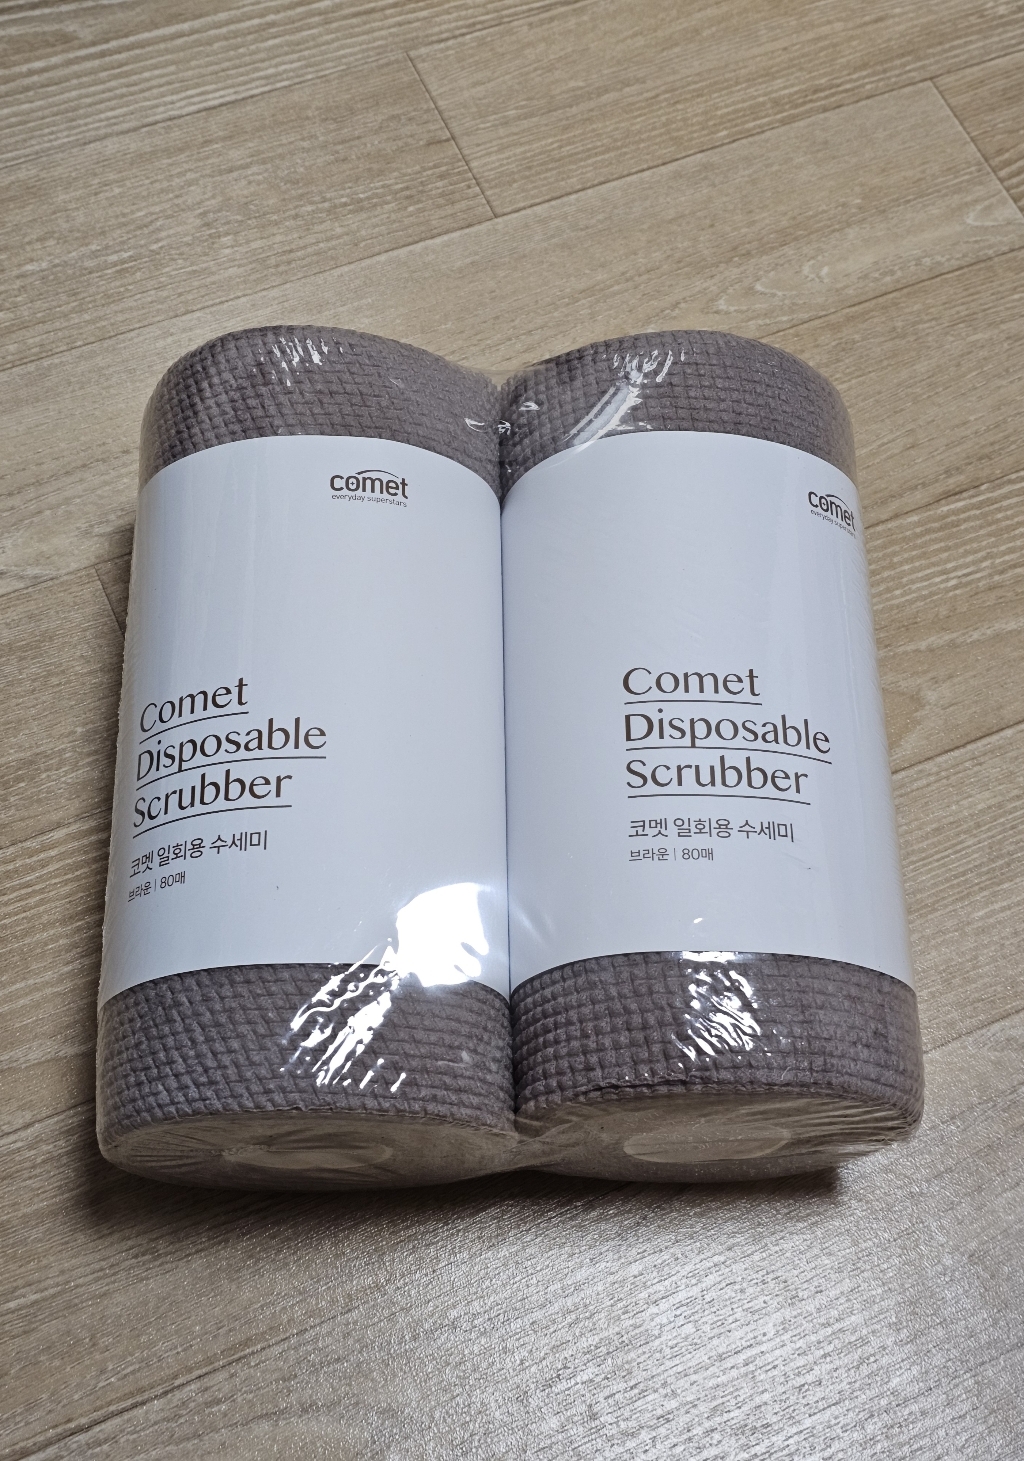 comet
everyday superstars
Comet
Disposable
Scrubber
코멧 일회용 수세미
브라운 | 80매
comet
everyday superstars
Comet
Disposable
Scrubber
코멧 일회용 수세미
브라운 | 80매